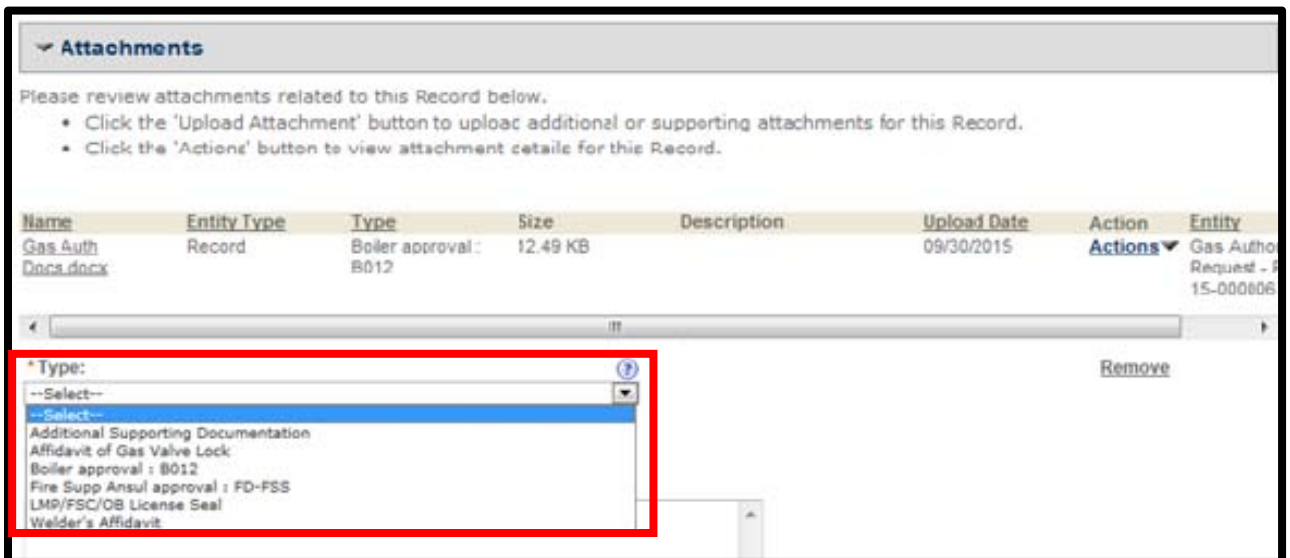 Attachments
Please review attachments related to this Record below.
• Click the 'Upload Attachment' button to upload additional or supporting attachments for this Record.
• Click the 'Actions' button to view attachment details for this Record.
Name Entity Type Type Size Description Upload Date Action Entity
Gas Auth Record Boiler approval : 12.49 KB 09/30/2015 Actions Gas Autho
Docs.docx B012 Request -
15-000806
*Type: Remove
--Select--
--Select--
Additional Supporting Documentation
Affidavit of Gas Valve Lock
Boiler approval : B012
Fire Supp Ansul approval : FD-FSS
LMP/FSC/OB License Seal
Welder's Affidavit